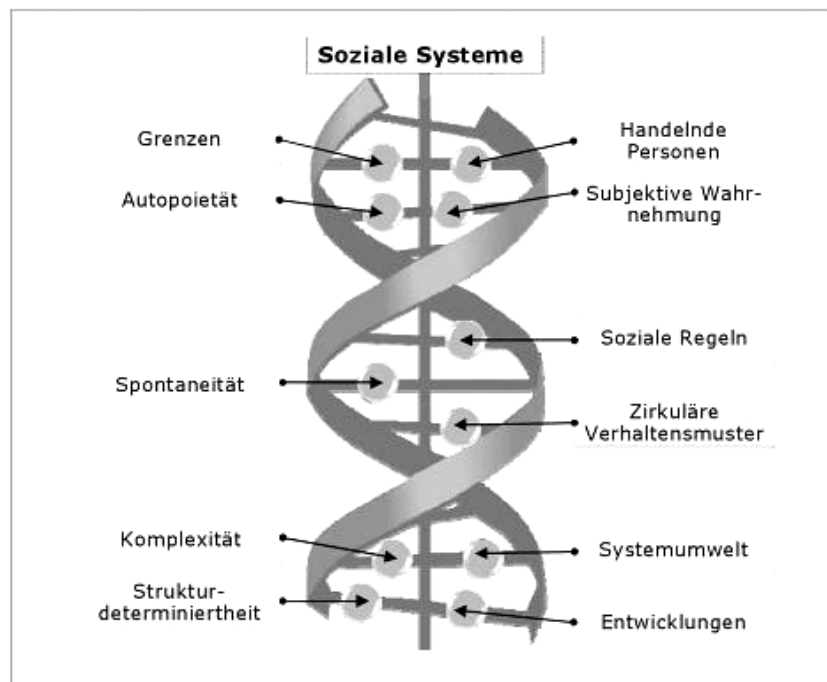 Soziale Systeme
Grenzen
Handelnde
Personen
Autopoietät
Subjektive Wahr-
nehmung
Soziale Regeln
Spontaneität
Zirkuläre
Verhaltensmuster
Komplexität
Systemumwelt
Struktur-
determiniertheit
Entwicklungen